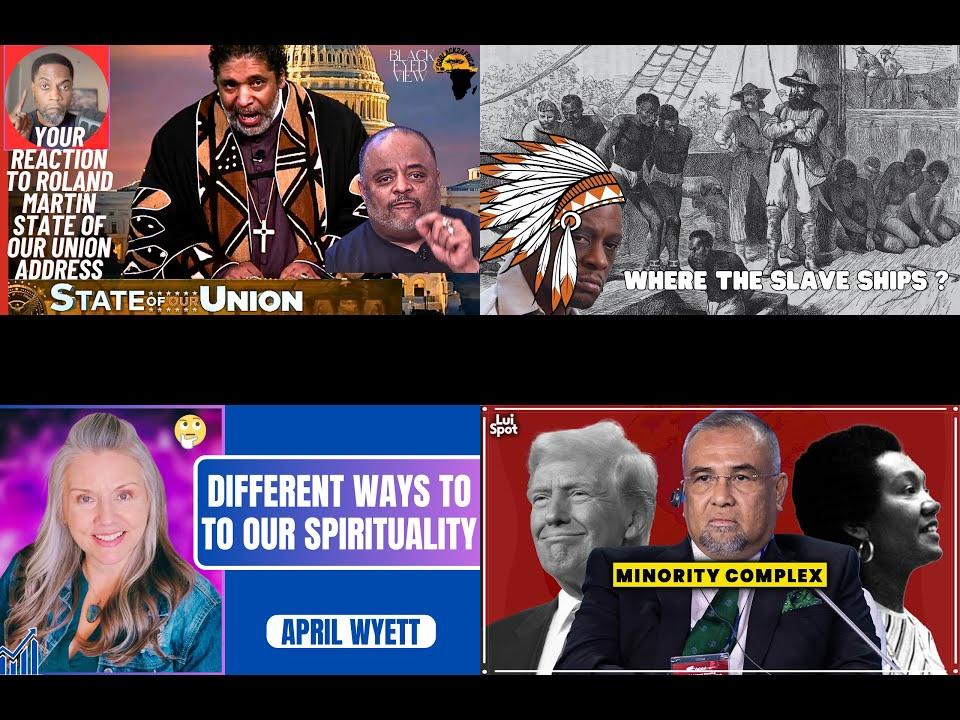 BLACK
EYED
VIEW
YOUR
REACTION
TO ROLAND
MARTIN
STATE OF
OUR UNION
ADDRESS
STATE OF OUR UNION
WHERE THE SLAVE SHIPS ?
DIFFERENT WAYS TO
TO OUR SPIRITUALITY
APRIL WYETT
Lui
Spot
MINORITY COMPLEX